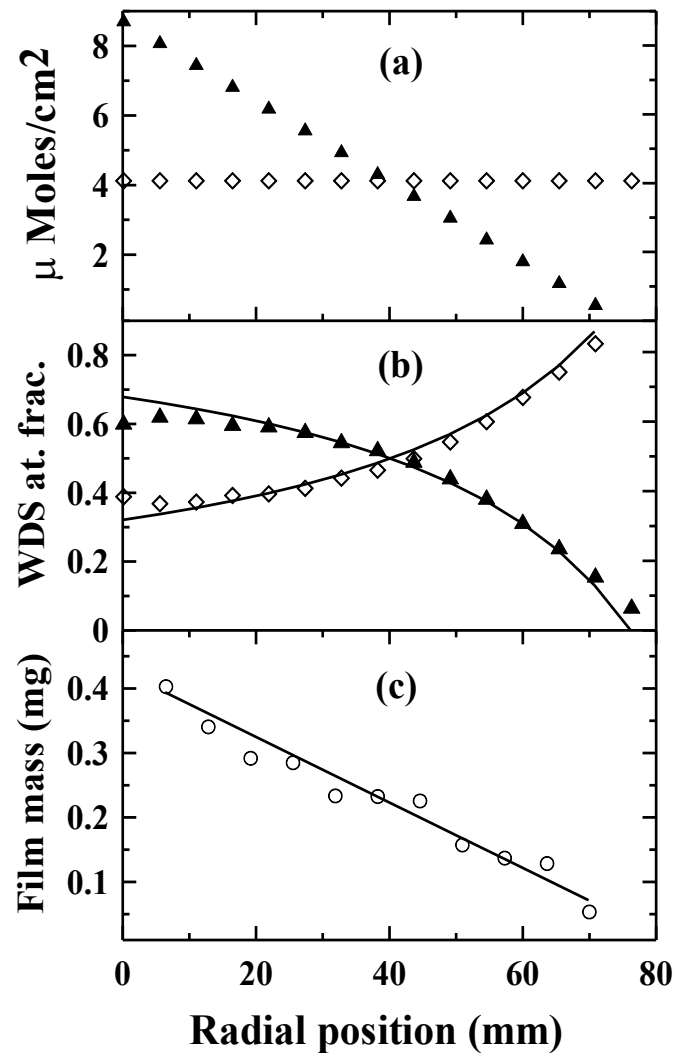 (a)
μ Moles/cm2
8
6
4
2
(b)
WDS at. frac.
0.8
0.6
0.4
0.2
0
(c)
Film mass (mg)
0.4
0.3
0.2
0.1
0 20 40 60 80
Radial position (mm)